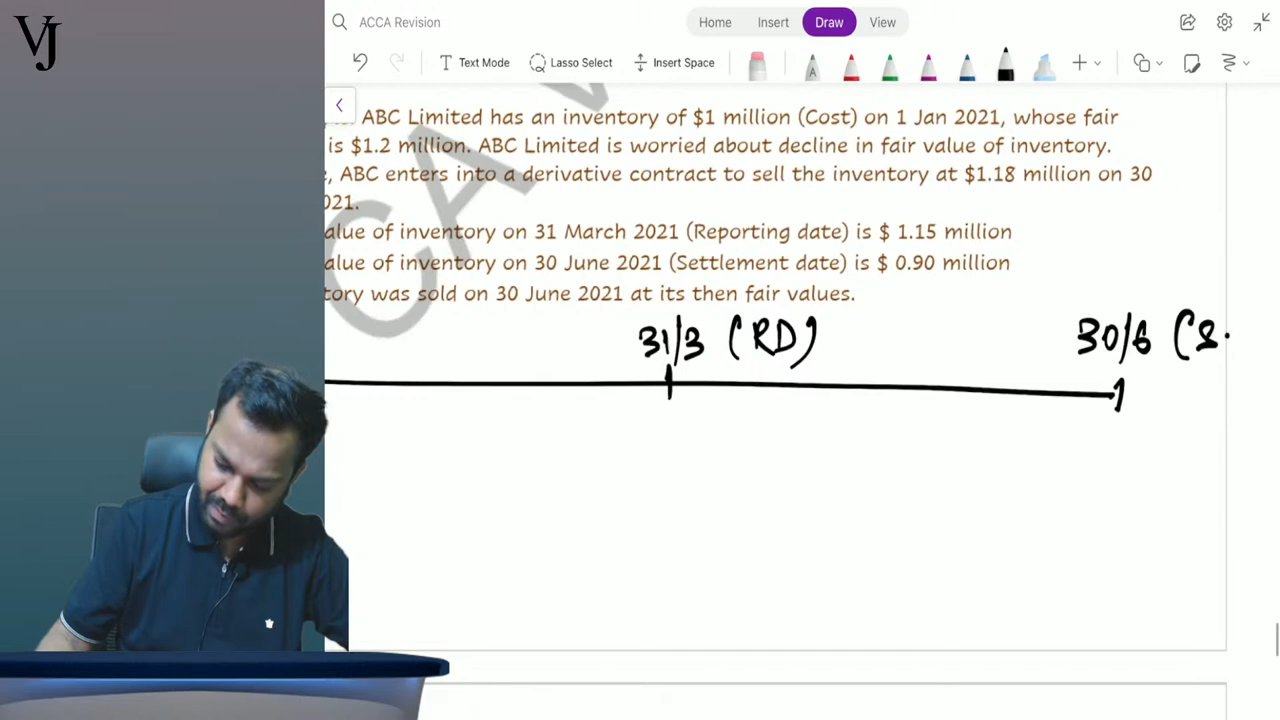 VJ
ACCA Revision
Home Insert Draw View
Text Mode Lasso Select Insert Space
ABC Limited has an inventory of $1 million (Cost) on 1 Jan 2021, whose fair
is $1.2 million. ABC Limited is worried about decline in fair value of inventory.
, ABC enters into a derivative contract to sell the inventory at $1.18 million on 30
021.
alue of inventory on 31 March 2021 (Reporting date) is $ 1.15 million
alue of inventory on 30 June 2021 (Settlement date) is $ 0.90 million
tory was sold on 30 June 2021 at its then fair values.
31/3 (RD) 30/6 (S.
CA